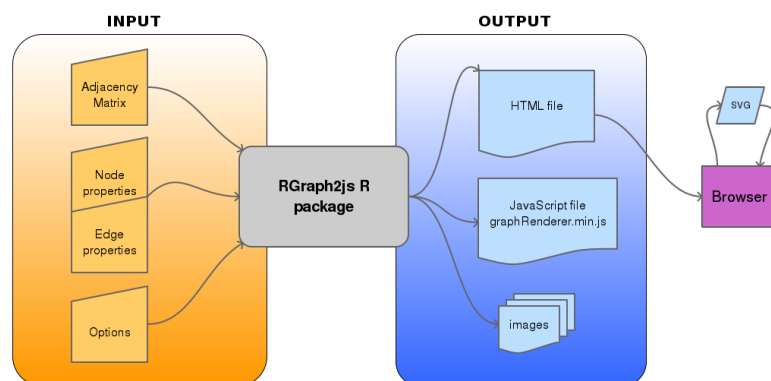 INPUT
OUTPUT
Adjacency
Matrix
Node
properties
Edge
properties
Options
RGraph2js R
package
HTML file
JavaScript file
graphRenderer.min.js
images
SVG
Browser